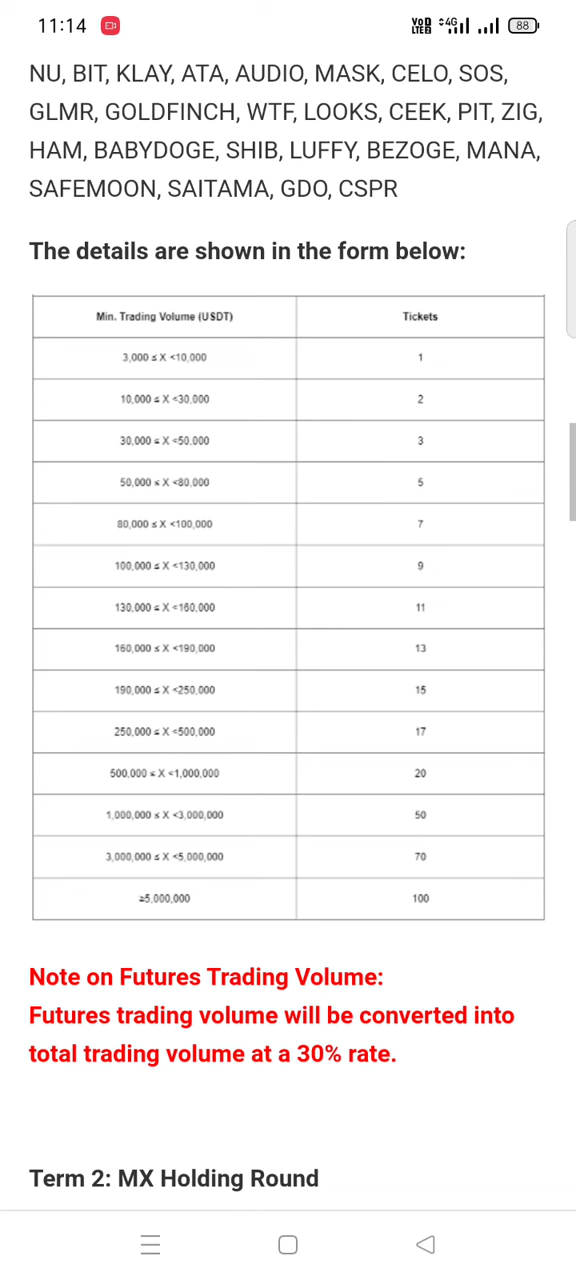 11:14 VoD LTE2 4G 88
NU, BIT, KLAY, ATA, AUDIO, MASK, CELO, SOS,
GLMR, GOLDFINCH, WTF, LOOKS, CEEK, PIT, ZIG,
HAM, BABYDOGE, SHIB, LUFFY, BEZOGE, MANA,
SAFEMOON, SAITAMA, GDO, CSPR
The details are shown in the form below:
Min. Trading Volume (USDT) Tickets
3,000 ≤ X <10,000 1
10,000 ≤ X <30,000 2
30,000 ≤ X <50,000 3
50,000 ≤ X <80,000 5
80,000 ≤ X <100,000 7
100,000 ≤ X <130,000 9
130,000 ≤ X <160,000 11
160,000 ≤ X <190,000 13
190,000 ≤ X <250,000 15
250,000 ≤ X <500,000 17
500,000 ≤ X <1,000,000 20
1,000,000 ≤ X <3,000,000 50
3,000,000 ≤ X <5,000,000 70
≥5,000,000 100
Note on Futures Trading Volume:
Futures trading volume will be converted into
total trading volume at a 30% rate.
Term 2: MX Holding Round